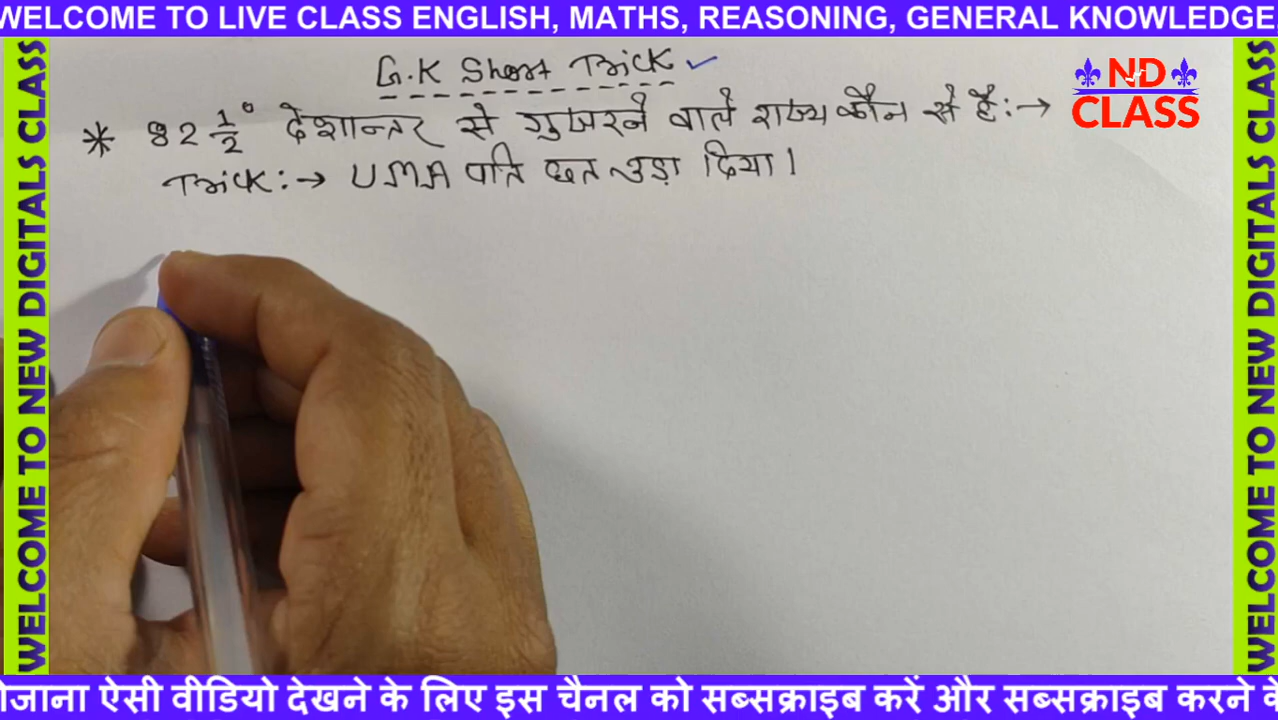 WELCOME TO LIVE CLASS ENGLISH, MATHS, REASONING, GENERAL KNOWLEDGE
WELCOME TO NEW DIGITALS CLASS
G.K Short Trick ✓
ND CLASS
* 82 1/2° देशान्तर से गुजरने वाले राज्य कौन से है:→
Trick:→ UMA पति छत उड़ा दिया।
WELCOME TO NEW DIGITALS CLASS
ोजाना ऐसी वीडियो देखने के लिए इस चैनल को सब्सक्राइब करें और सब्सक्राइब करने के